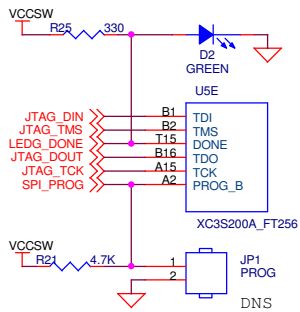 VCCSW
R25 330
D2
GREEN
U5E
JTAG_DIN B1 TDI
JTAG_TMS B2 TMS
LEDG_DONE T15 DONE
JTAG_DOUT B16 TDO
JTAG_TCK A15 TCK
SPI_PROG A2 PROG_B
XC3S200A_FT256
VCCSW
R21 4.7K
1
2
JP1
PROG
DNS